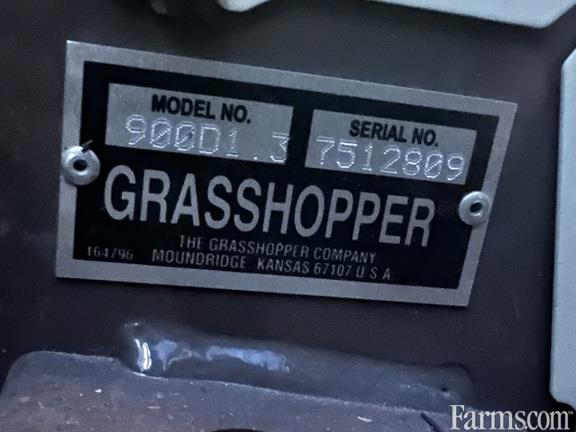 MODEL NO. SERIAL NO.
900D1.3 7512809
GRASSHOPPER
THE GRASSHOPPER COMPANY
164796 MOUNDRIDGE, KANSAS 67107 U.S.A.
Farms.com